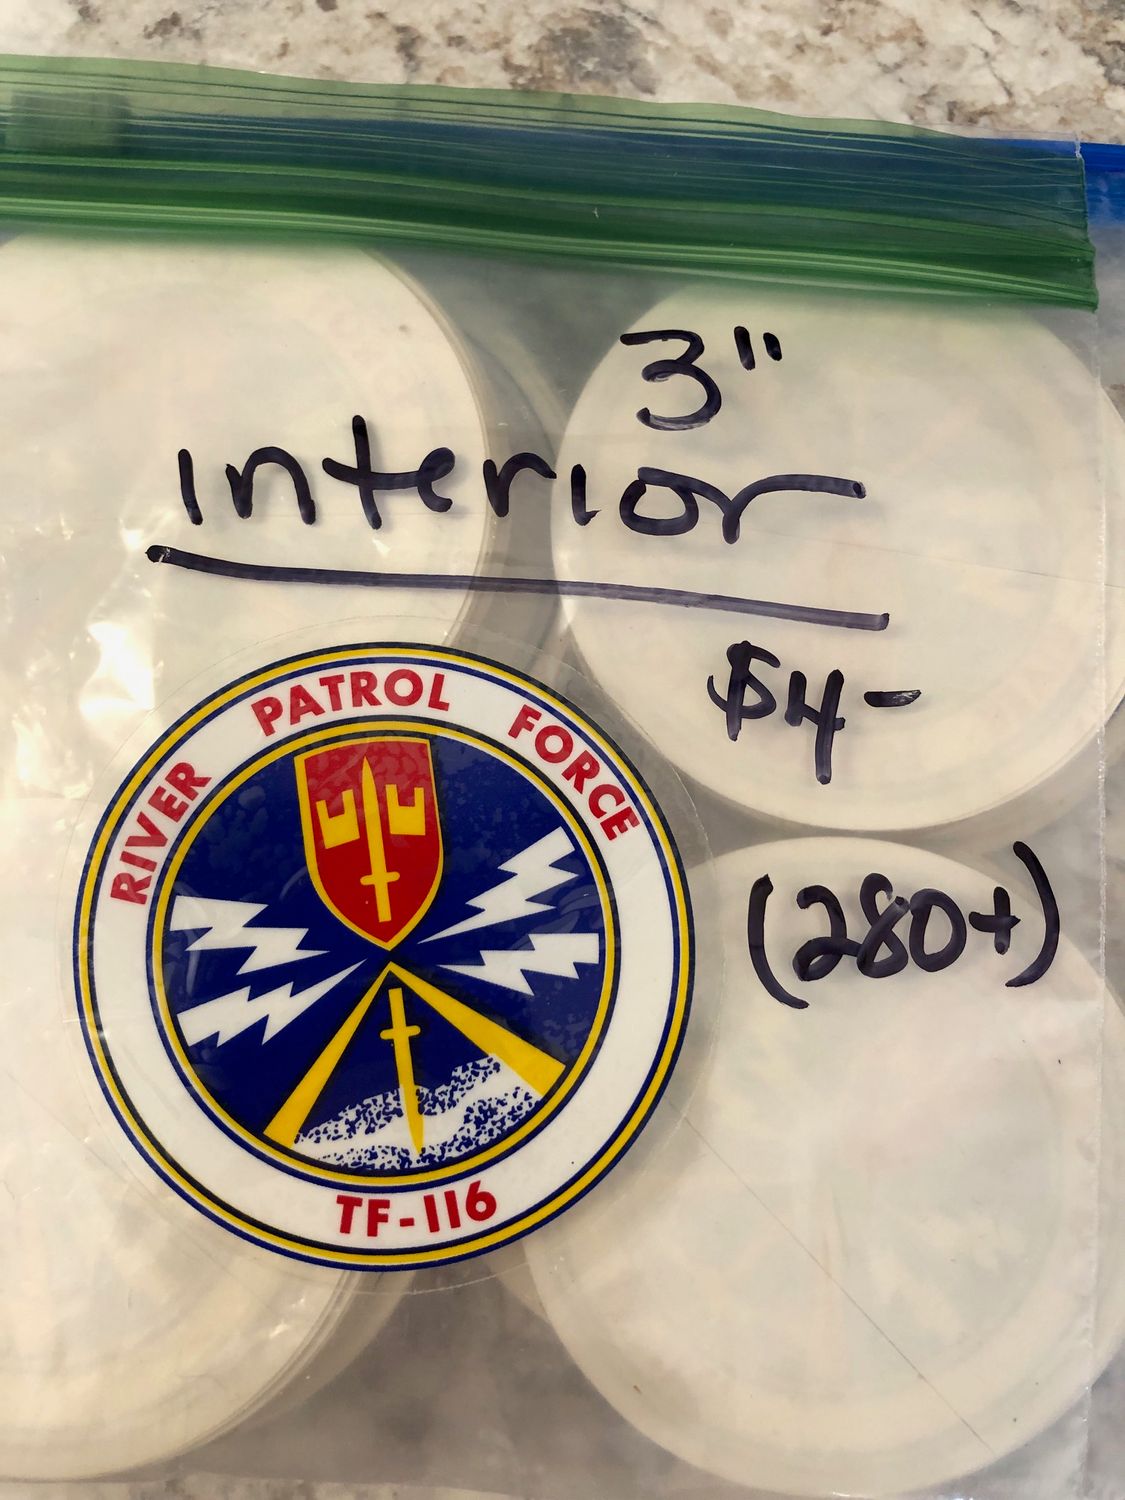 3"
interior
$4-
RIVER PATROL FORCE
(280+)
TF-116